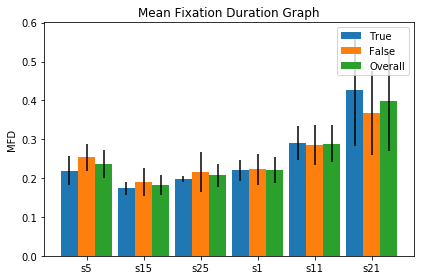 Mean Fixation Duration Graph
True
False
Overall
MFD
0.6
0.5
0.4
0.3
0.2
0.1
0.0
s5 s15 s25 s1 s11 s21